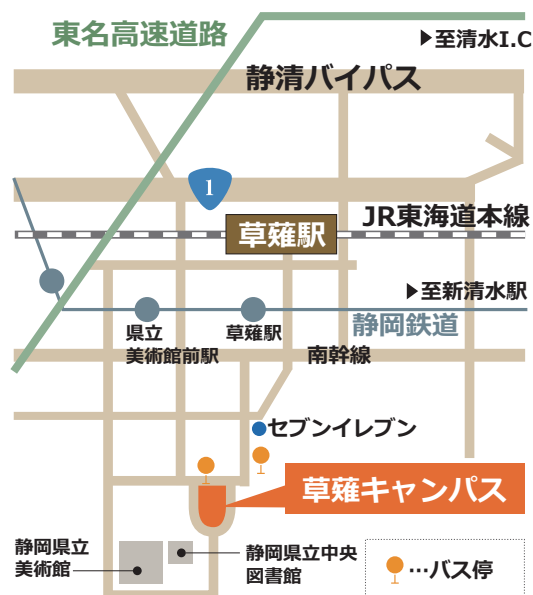 東名高速道路
▶至清水I.C
静清バイパス
1
JR東海道本線
草薙駅
▶至新清水駅
県立
美術館前駅
草薙駅
静岡鉄道
南幹線
セブンイレブン
草薙キャンパス
静岡県立
美術館
静岡県立中央
図書館
…バス停